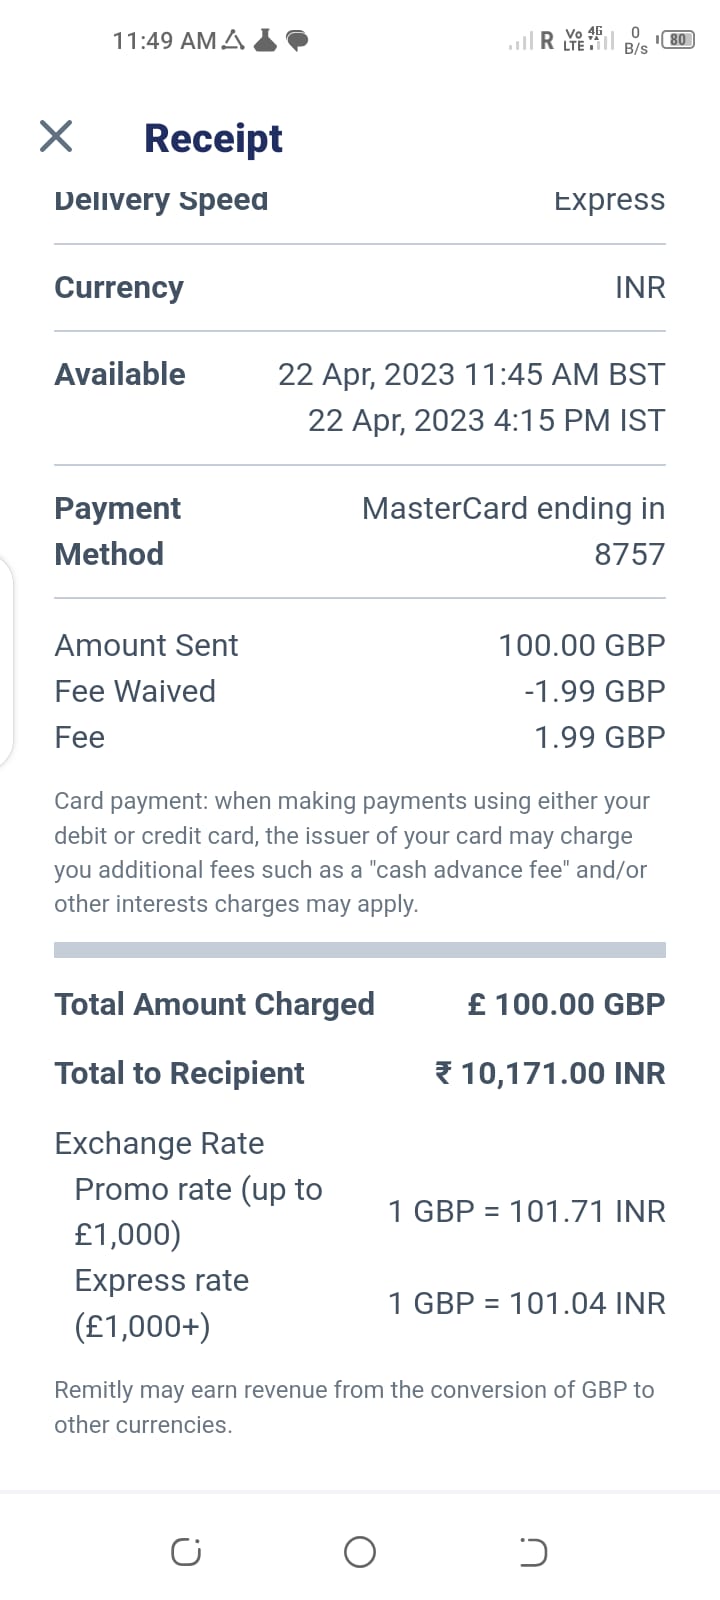 11:49 AM
R Vo LTE 4G 0 B/s 80
Receipt
Delivery Speed Express
Currency INR
Available 22 Apr, 2023 11:45 AM BST
22 Apr, 2023 4:15 PM IST
Payment MasterCard ending in
Method 8757
Amount Sent 100.00 GBP
Fee Waived -1.99 GBP
Fee 1.99 GBP
Card payment: when making payments using either your
debit or credit card, the issuer of your card may charge
you additional fees such as a "cash advance fee" and/or
other interests charges may apply.
Total Amount Charged £ 100.00 GBP
Total to Recipient ₹ 10,171.00 INR
Exchange Rate
Promo rate (up to
£1,000) 1 GBP = 101.71 INR
Express rate
(£1,000+) 1 GBP = 101.04 INR
Remitly may earn revenue from the conversion of GBP to
other currencies.